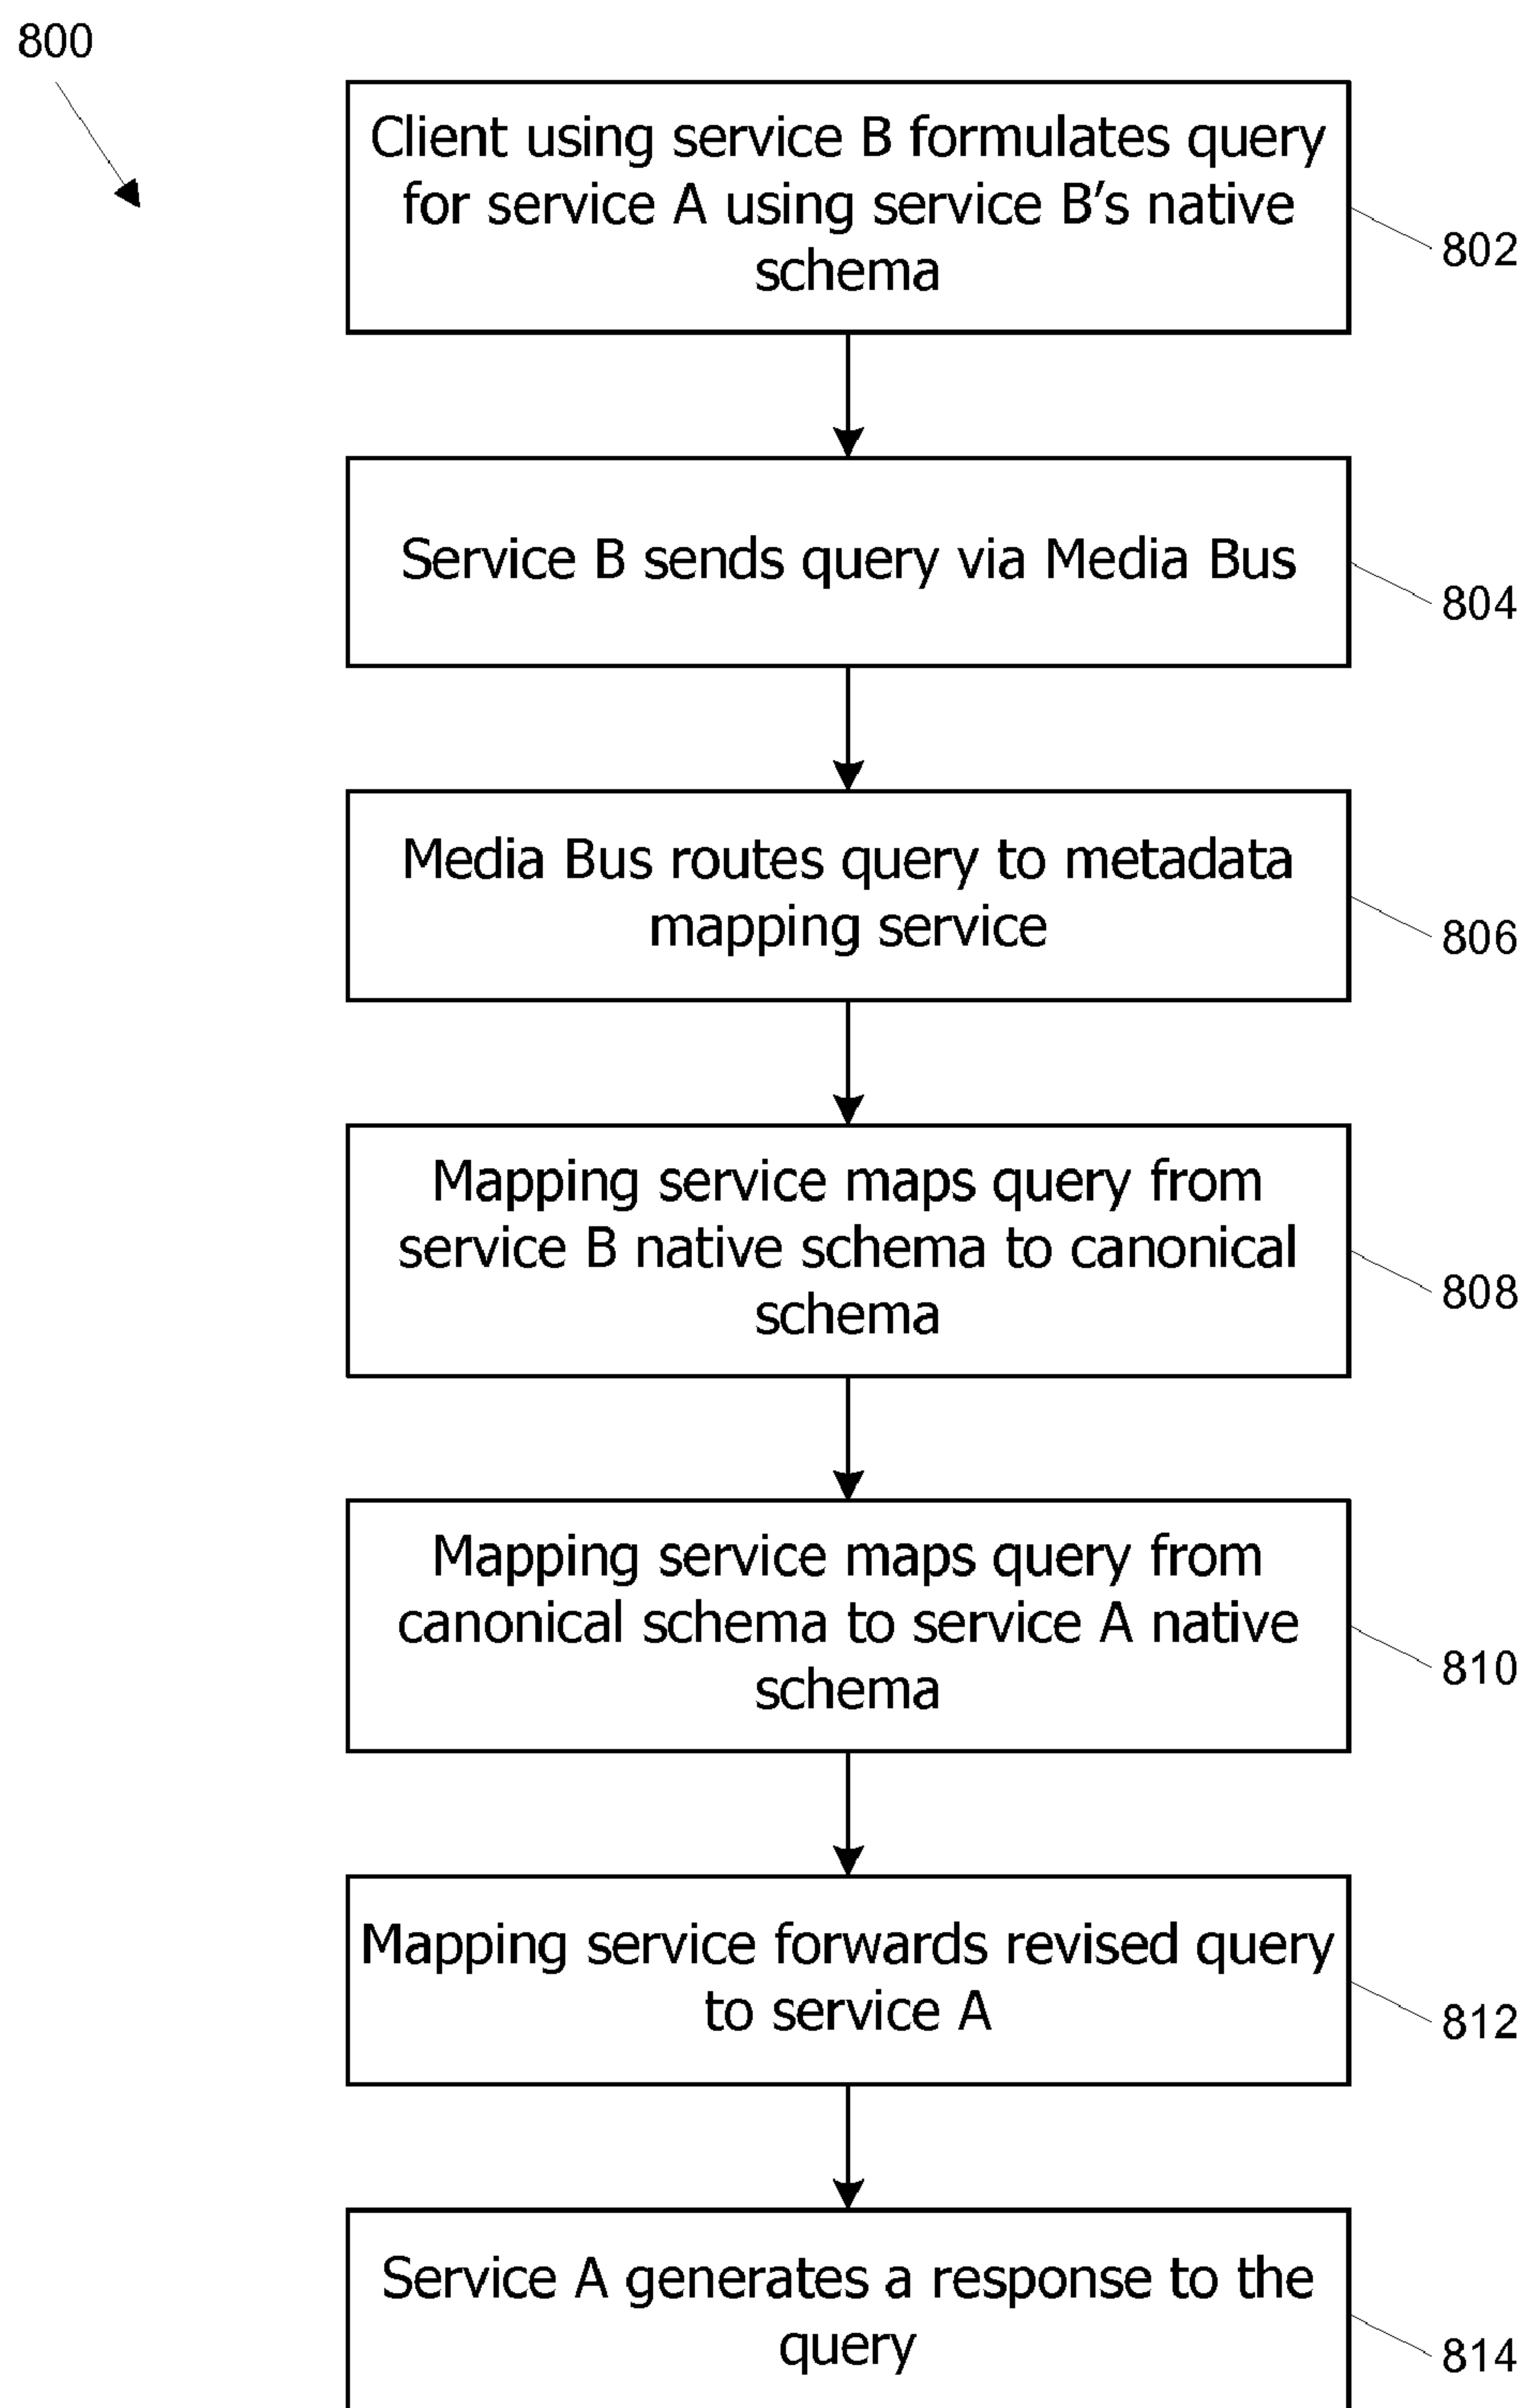 800
Client using service B formulates query
for service A using service B's native
schema
802
Service B sends query via Media Bus
804
Media Bus routes query to metadata
mapping service
806
Mapping service maps query from
service B native schema to canonical
schema
808
Mapping service maps query from
canonical schema to service A native
schema
810
Mapping service forwards revised query
to service A
812
Service A generates a response to the
query
814